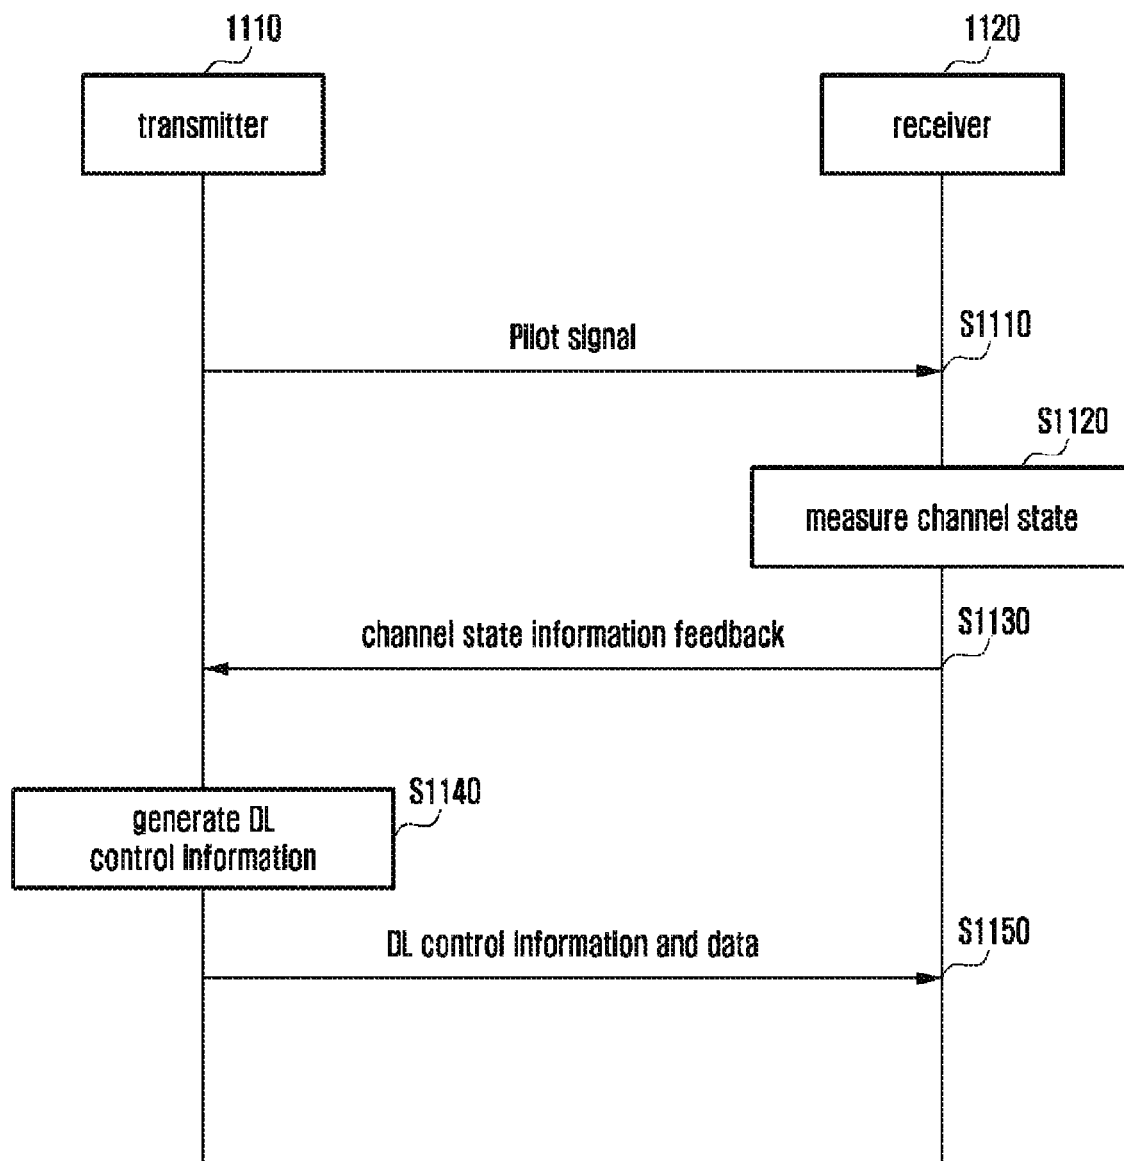 1110
1120
transmitter
receiver
Pilot signal
S1110
S1120
measure channel state
channel state information feedback
S1130
generate DL
control information
S1140
DL control information and data
S1150